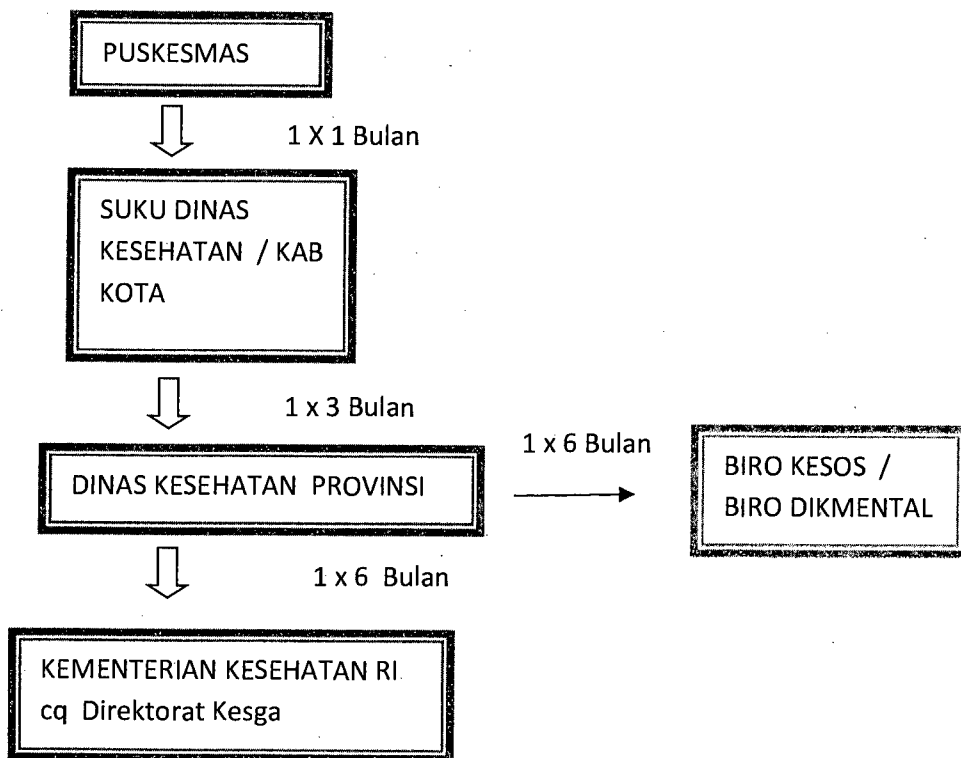 PUSKESMAS
1 X 1 Bulan
SUKU DINAS
KESEHATAN / KAB
KOTA
1 x 3 Bulan
DINAS KESEHATAN PROVINSI
1 x 6 Bulan
BIRO KESOS /
BIRO DIKMENTAL
1 x 6 Bulan
KEMENTERIAN KESEHATAN RI
cq Direktorat Kesga